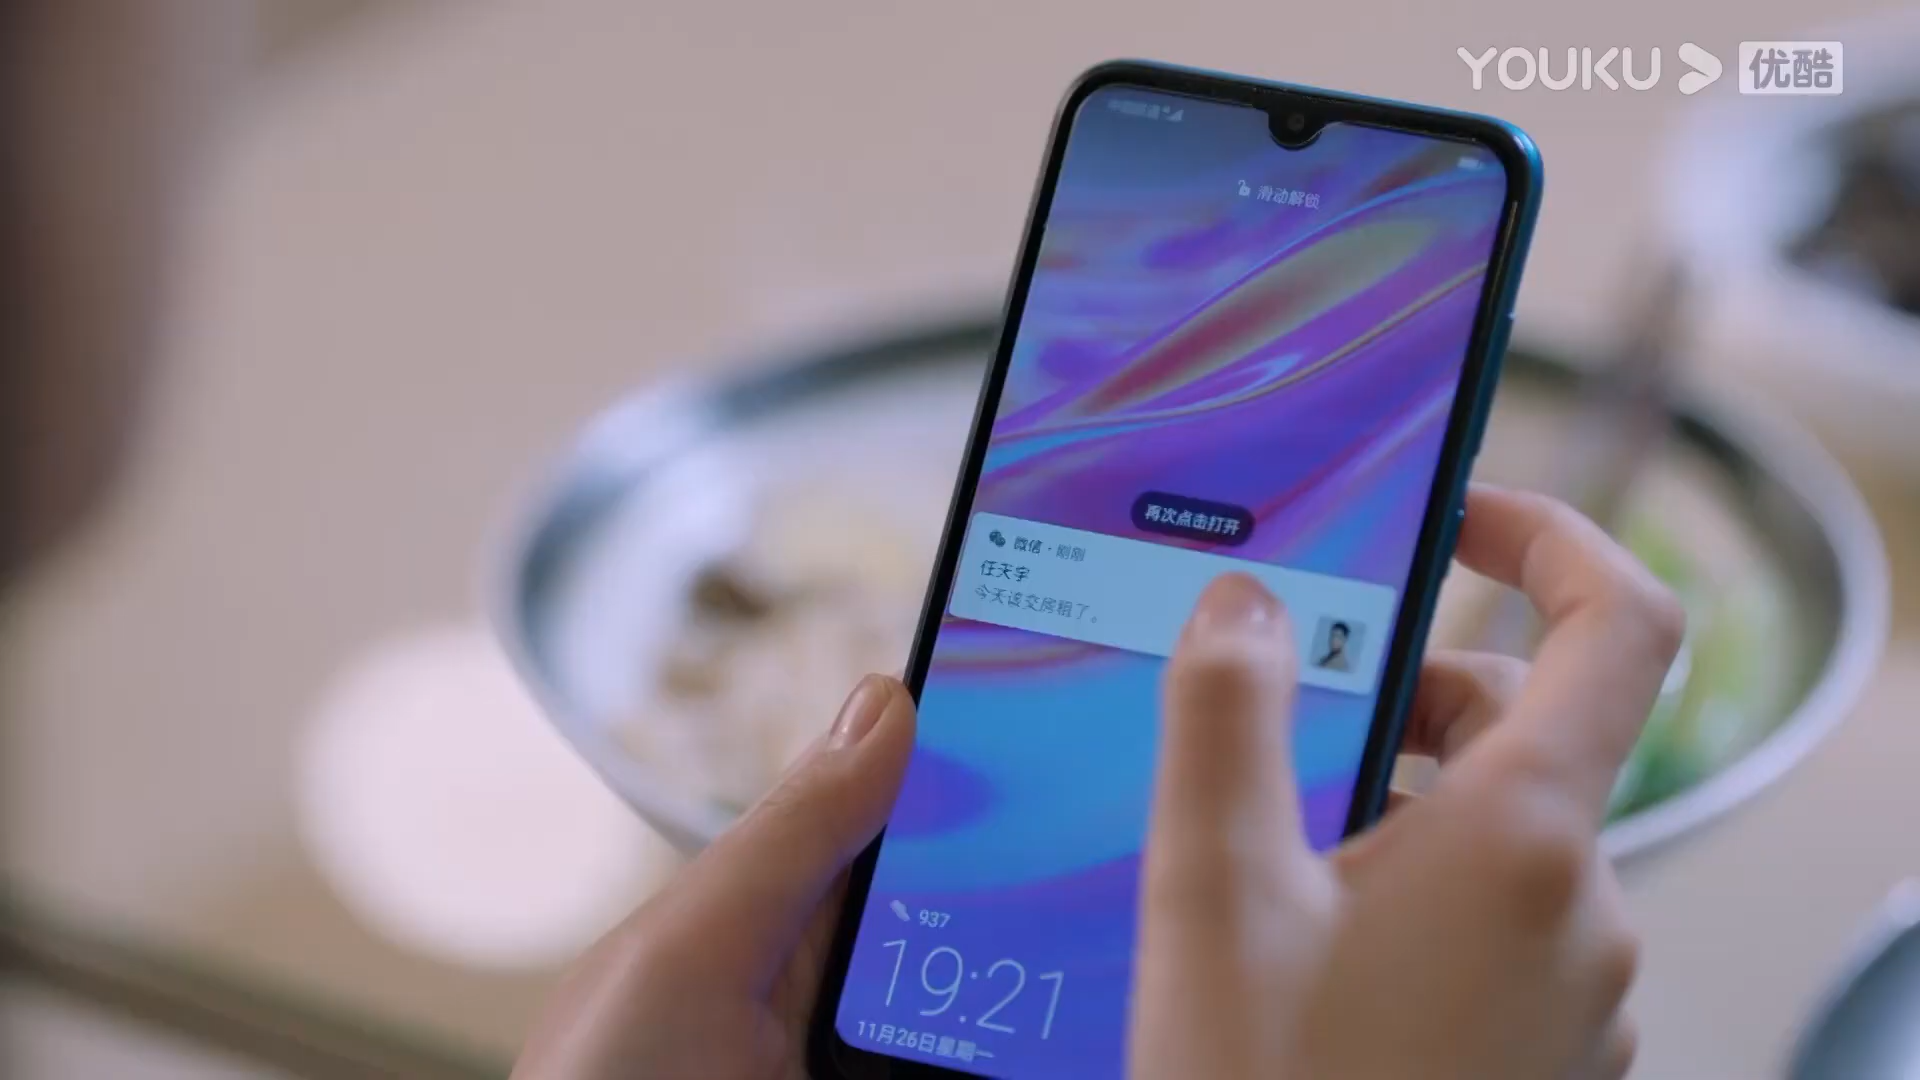 YOUKU 优酷
滑动解锁
再次点击打开
微信·刚刚
任天宇
今天该交房租了。
937
19:21
11月26日星期一